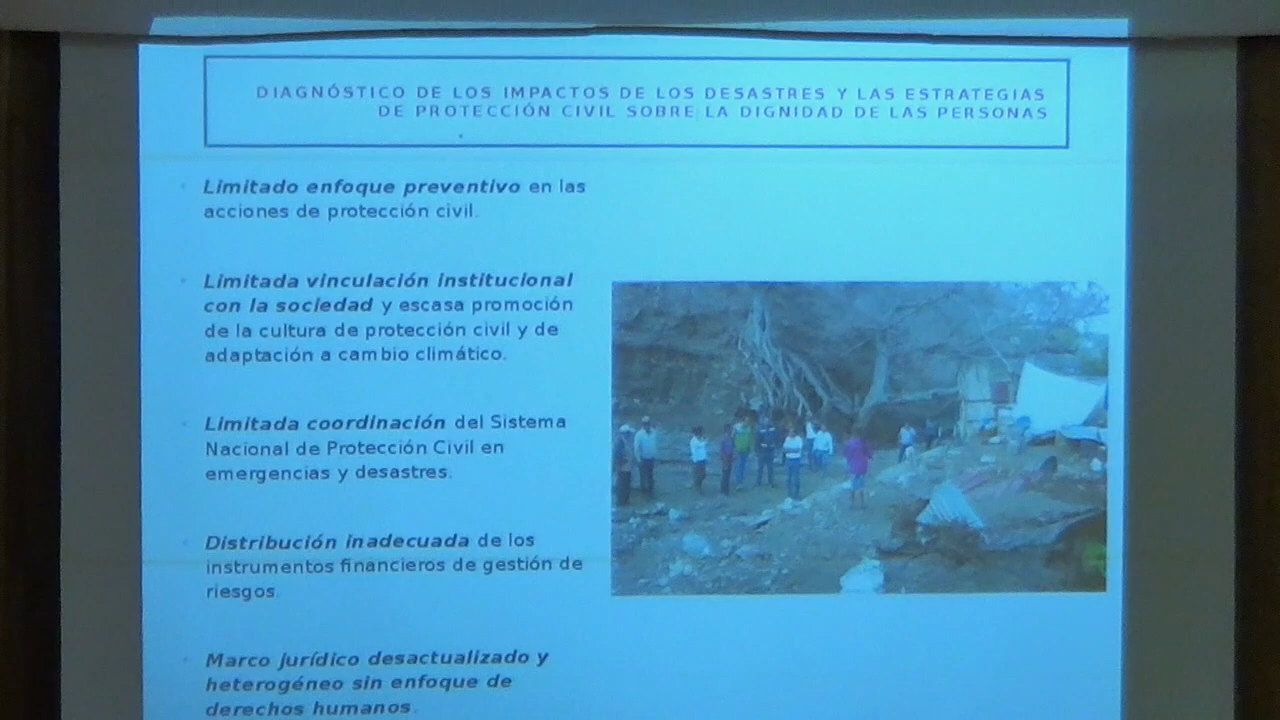 DIAGNÓSTICO DE LOS IMPACTOS DE LOS DESASTRES Y LAS ESTRATEGIAS
DE PROTECCIÓN CIVIL SOBRE LA DIGNIDAD DE LAS PERSONAS
Limitado enfoque preventivo en las
acciones de protección civil.
Limitada vinculación institucional
con la sociedad y escasa promoción
de la cultura de protección civil y de
adaptación a cambio climático.
Limitada coordinación del Sistema
Nacional de Protección Civil en
emergencias y desastres.
Distribución inadecuada de los
instrumentos financieros de gestión de
riesgos.
Marco jurídico desactualizado y
heterogéneo sin enfoque de
derechos humanos.